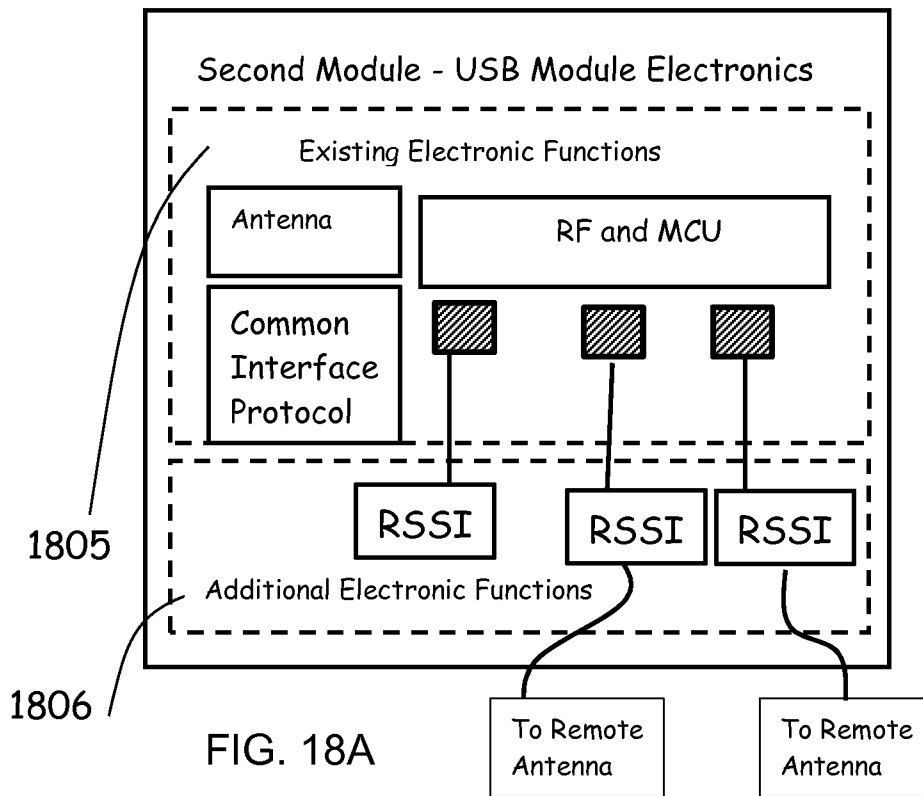 Second Module - USB Module Electronics
Existing Electronic Functions
Antenna
RF and MCU
Common
Interface
Protocol
RSSI
RSSI
RSSI
1805
Additional Electronic Functions
1806
FIG. 18A
To Remote
Antenna
To Remote
Antenna